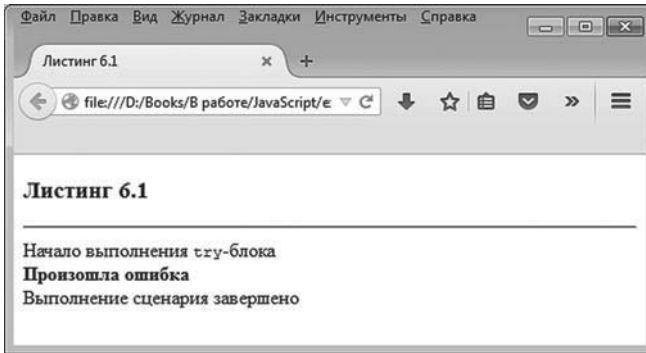 Файл Правка Вид Журнал Закладки Инструменты Справка
Листинг 6.1
file:///D:/Books/В работе/JavaScript/e
Листинг 6.1
Начало выполнения try-блока
Произошла ошибка
Выполнение сценария завершено